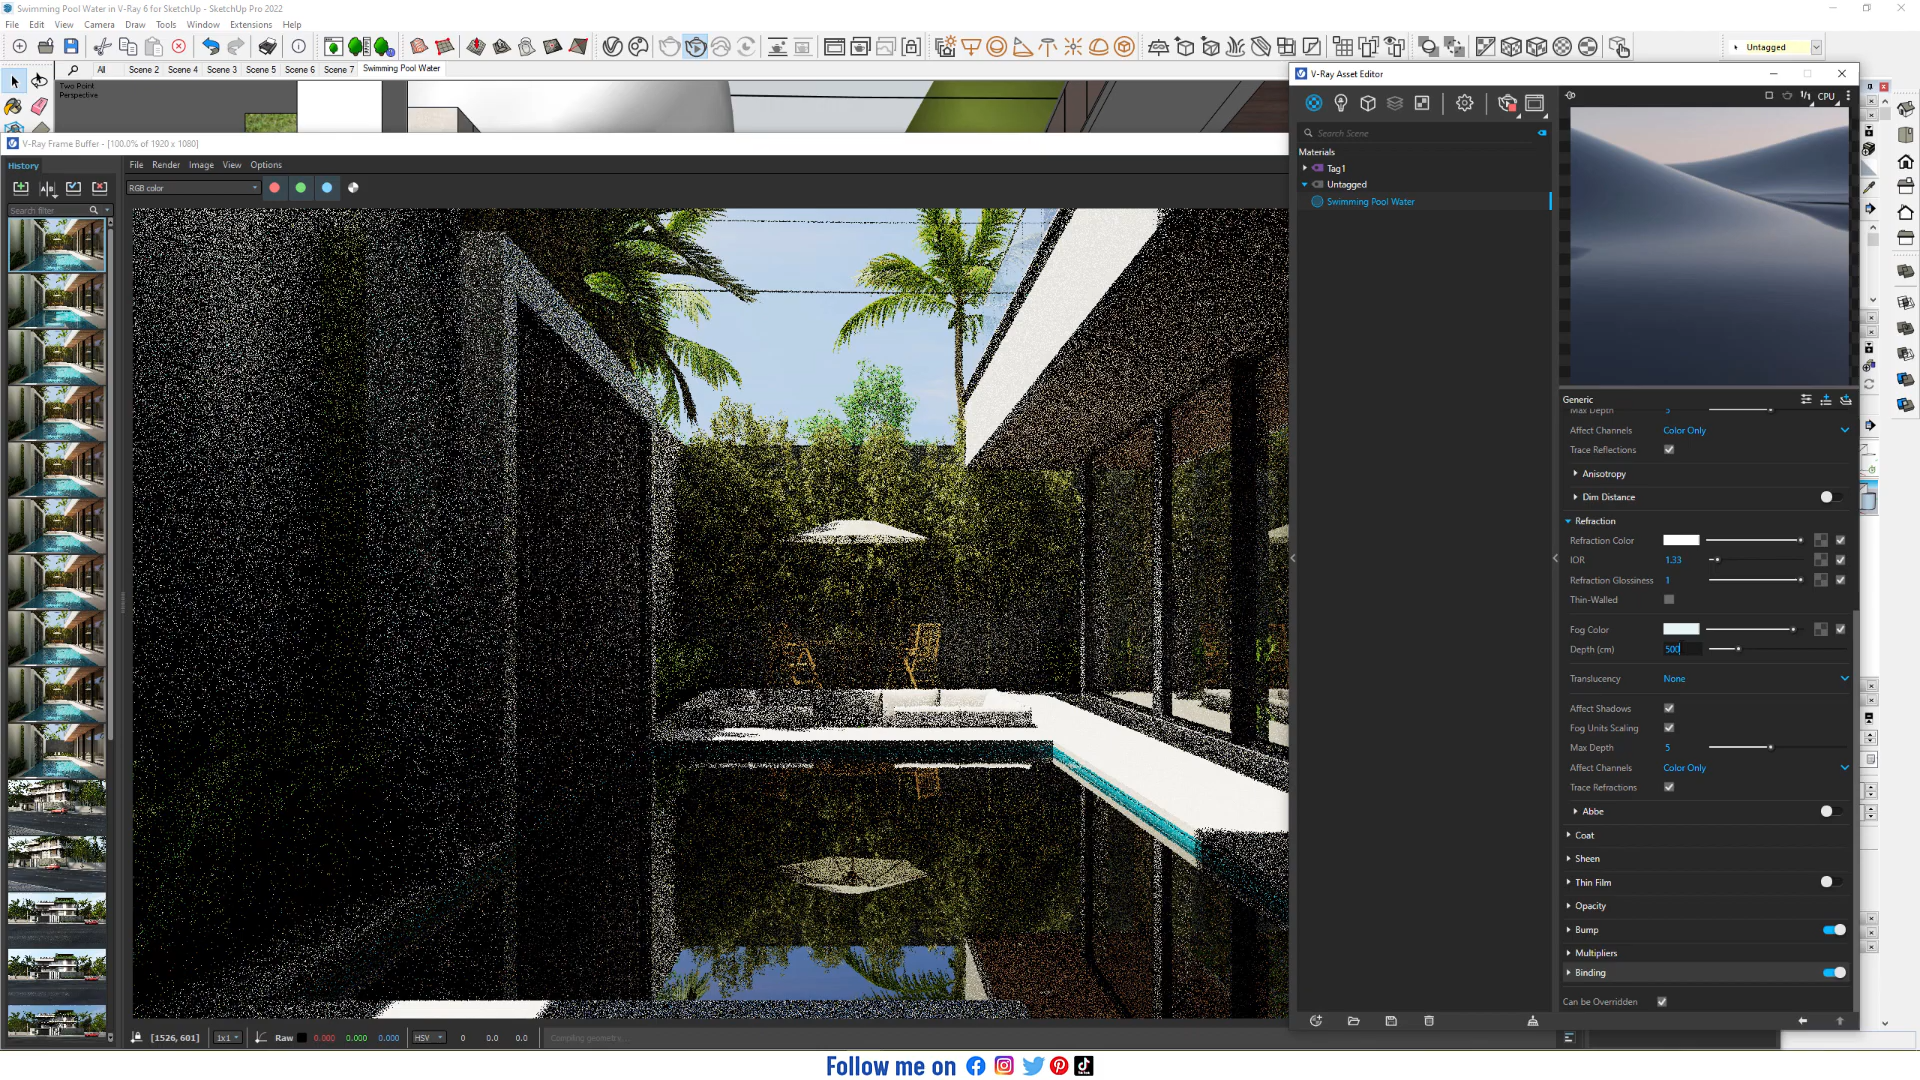 Swimming Pool Water in V-Ray 6 for SketchUp - SketchUp Pro 2022
File Edit View Camera Draw Tools Window Extensions Help
Untagged
All Scene 2 Scene 4 Scene 3 Scene 5 Scene 6 Scene 7 Swimming Pool Water
Two Point
Perspective
V-Ray Asset Editor
CPU
Search Scene
Materials
Tag1
Untagged
Swimming Pool Water
V-Ray Frame Buffer - [100.0% of 1920 x 1080]
History
File Render Image View Options
RGB color
Search filter
Generic
Max Depth 5
Affect Channels Color Only
Trace Reflections
Anisotropy
Dim Distance
Refraction
Refraction Color
IOR 1.33
Refraction Glossiness 1
Thin-Walled
Fog Color
Depth (cm) 500
Translucency None
Affect Shadows
Fog Units Scaling
Max Depth 5
Affect Channels Color Only
Trace Refractions
Abbe
Coat
Sheen
Thin Film
Opacity
Bump
Multipliers
Binding
Can be Overridden
[1526, 601] 1x1 Raw 0.000 0.000 0.000 HSV 0 0.0 0.0 Compiling geometry...
Follow me on